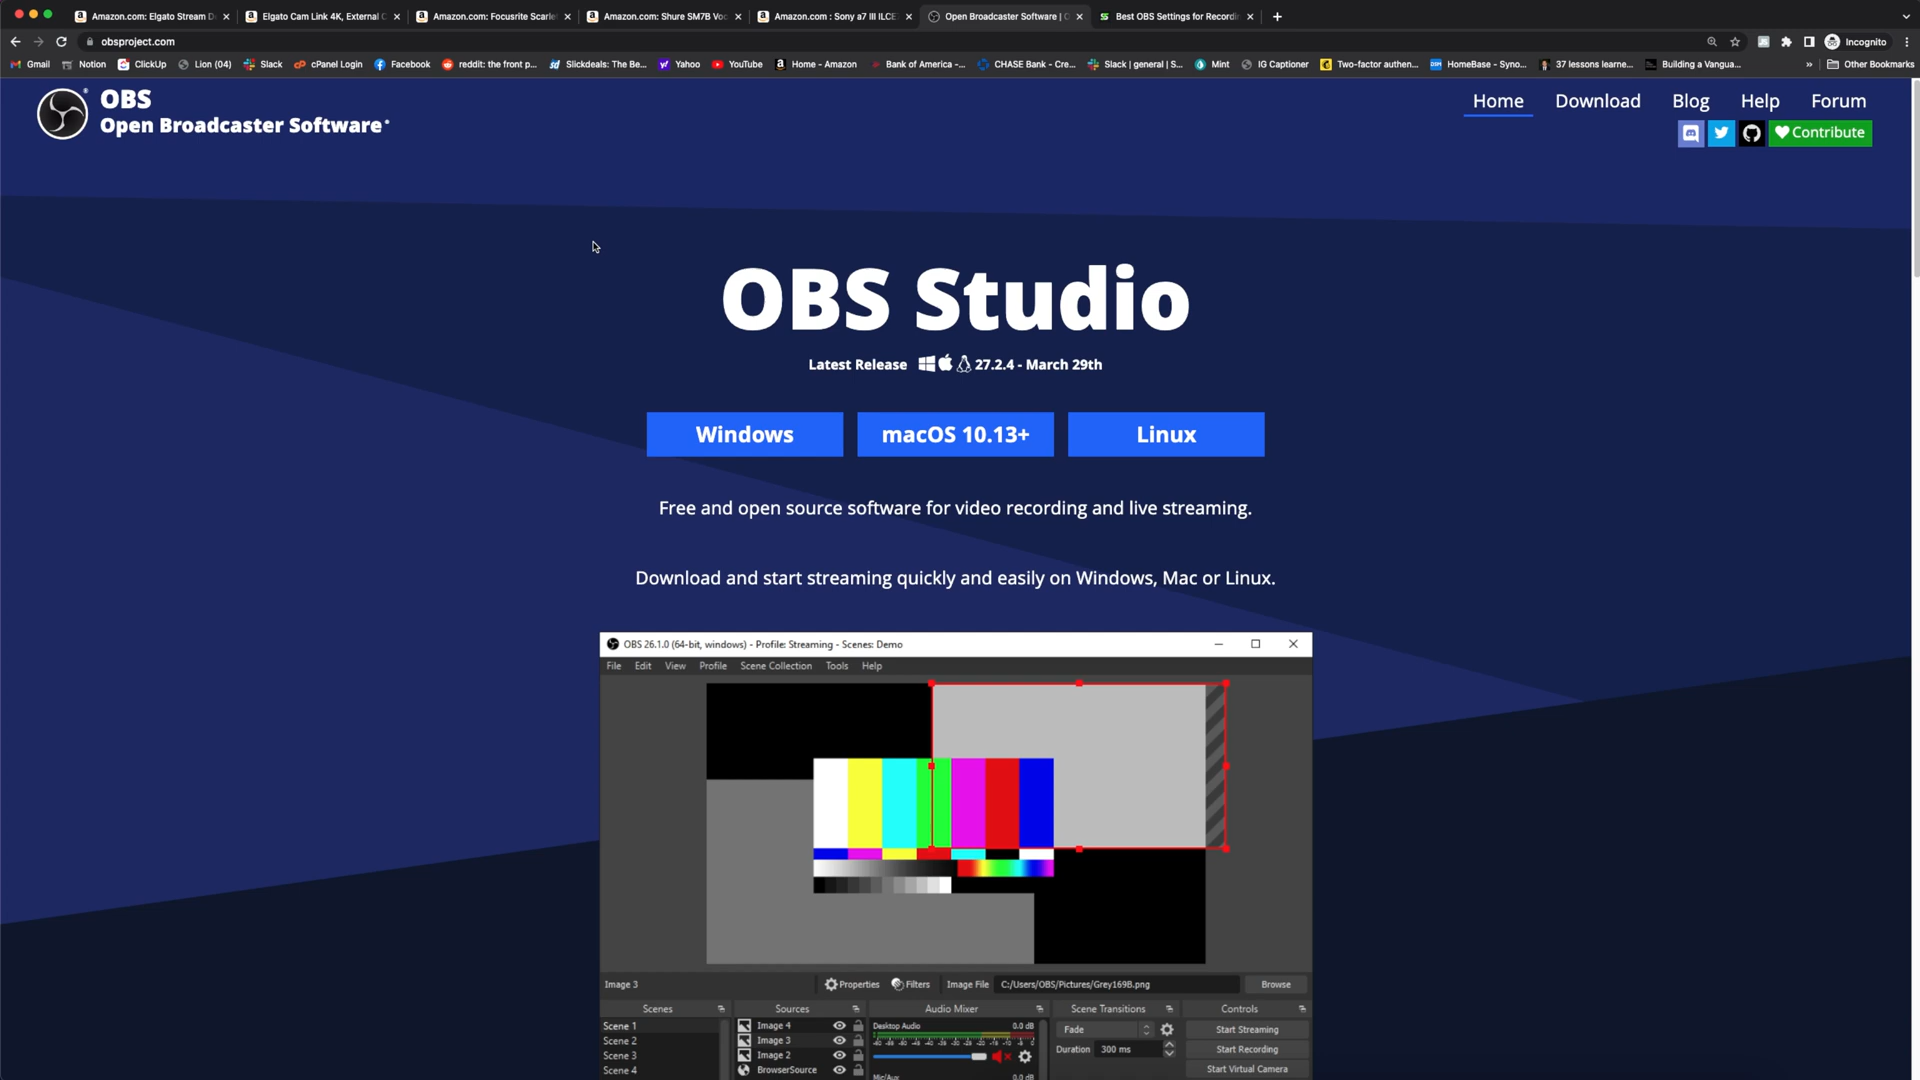 Amazon.com: Elgato Stream D
Elgato Cam Link 4K, External C
Amazon.com: Focusrite Scarle
Amazon.com: Shure SM7B Voc
Amazon.com : Sony a7 III ILCE
Open Broadcaster Software | O
Best OBS Settings for Recordin
obsproject.com
Incognito
Gmail
Notion
ClickUp
Lion (04)
Slack
cPanel Login
Facebook
reddit: the front p...
Slickdeals: The Be...
Yahoo
YouTube
Home - Amazon
Bank of America -...
CHASE Bank - Cre...
Slack | general | S...
Mint
IG Captioner
Two-factor authen...
HomeBase - Syno...
37 lessons learne...
Building a Vangua...
»
Other Bookmarks
OBS
Open Broadcaster Software
Home
Download
Blog
Help
Forum
Contribute
OBS Studio
Latest Release 27.2.4 - March 29th
Windows
macOS 10.13+
Linux
Free and open source software for video recording and live streaming.
Download and start streaming quickly and easily on Windows, Mac or Linux.
OBS 26.1.0 (64-bit, windows) - Profile: Streaming - Scenes: Demo
File Edit View Profile Scene Collection Tools Help
Image 3
Properties
Filters
Image File
C:/Users/OBS/Pictures/Grey169B.png
Browse
Scenes
Sources
Audio Mixer
Scene Transitions
Controls
Scene 1
Scene 2
Scene 3
Scene 4
Image 4
Image 3
Image 2
BrowserSource
Desktop Audio
0.0 dB
Mic/Aux
0.0 dB
Fade
Duration
300 ms
Start Streaming
Start Recording
Start Virtual Camera